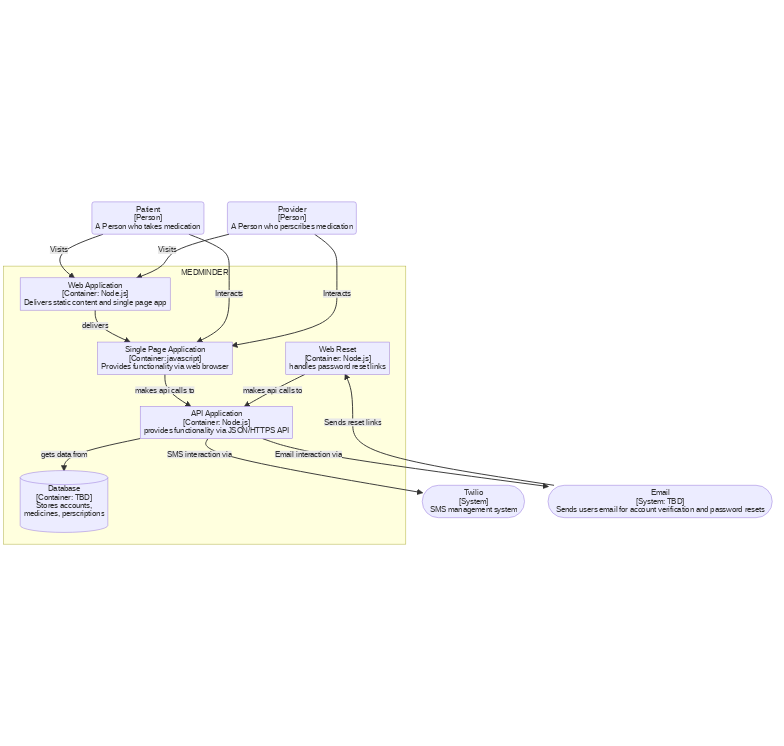 Patient
[Person]
A Person who takes medication
Provider
[Person]
A Person who perscribes medication
Visits
Visits
MEDMINDER
Web Application
[Container: Node.js]
Delivers static content and single page app
Interacts
Interacts
delivers
Single Page Application
[Container: javascript]
Provides functionality via web browser
Web Reset
[Container: Node.js]
handles password reset links
makes api calls to
makes api calls to
API Application
[Container: Node.js]
provides functionality via JSON/HTTPS API
Sends reset links
gets data from
SMS interaction via
Email interaction via
Database
[Container: TBD]
Stores accounts,
medicines, perscriptions
Twilio
[System]
SMS management system
Email
[System: TBD]
Sends users email for account verification and password resets